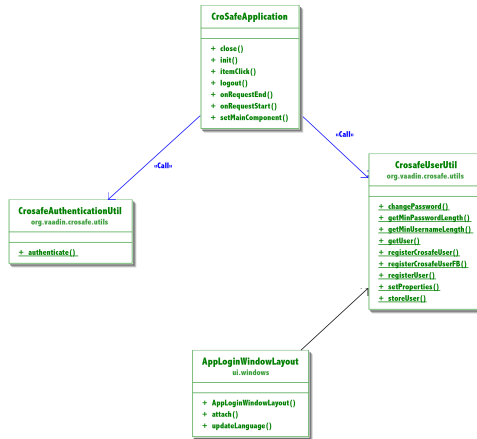 CroSafeApplication
+ close()
+ init()
+ itemClick()
+ logout()
+ onRequestEnd()
+ onRequestStart()
+ setMainComponent()
«Call»
«Call»
CrosafeUserUtil
org.vaadin.crosafe.utils
+ changePassword()
+ getMinPasswordLength()
+ getMinUsernameLength()
+ getUser()
+ registerCrosafeUser()
+ registerCrosafeUserFB()
+ registerUser()
+ setProperties()
+ storeUser()
CrosafeAuthenticationUtil
org.vaadin.crosafe.utils
+ authenticate()
AppLoginWindowLayout
ui.windows
+ AppLoginWindowLayout()
+ attach()
+ updateLanguage()